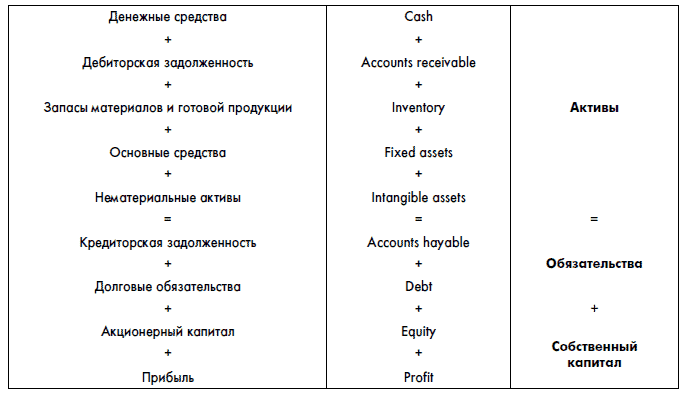 Денежные средства
+
Дебиторская задолженность
+
Запасы материалов и готовой продукции
+
Основные средства
+
Нематериальные активы
=
Кредиторская задолженность
+
Долговые обязательства
+
Акционерный капитал
+
Прибыль
Cash
+
Accounts receivable
+
Inventory
+
Fixed assets
+
Intangible assets
=
Accounts hayable
+
Debt
+
Equity
+
Profit
Активы
=
Обязательства
+
Собственный
капитал